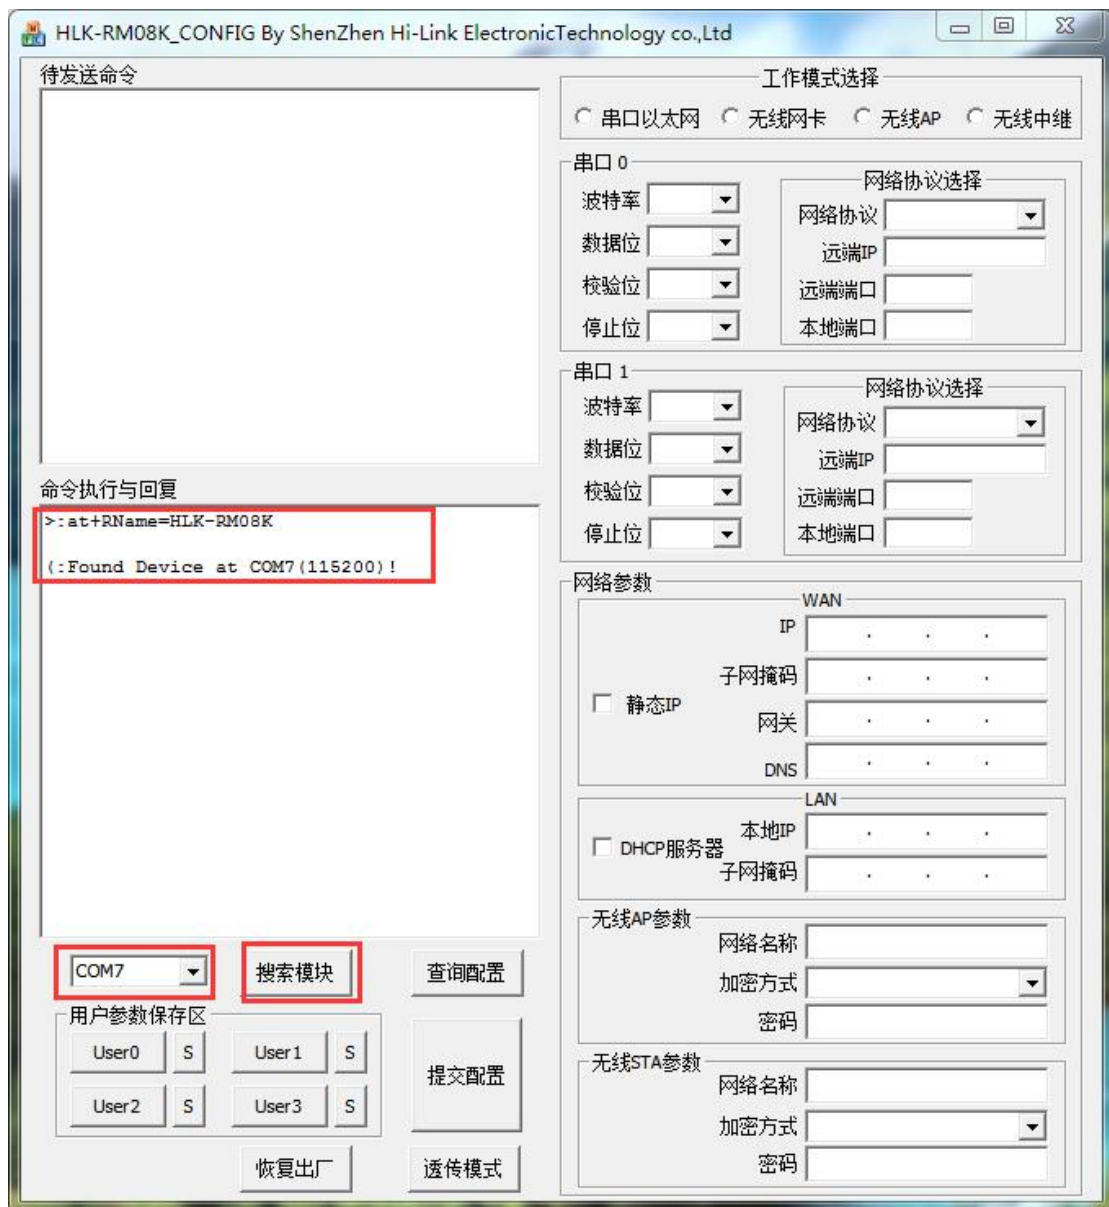 HLK-RM08K_CONFIG By ShenZhen Hi-Link ElectronicTechnology co.,Ltd
待发送命令
命令执行与回复
>:at+RName=HLK-RM08K
(:Found Device at COM7(115200)!
COM7
搜索模块
查询配置
用户参数保存区
User0 S User1 S
User2 S User3 S
提交配置
恢复出厂
透传模式
工作模式选择
串口以太网 无线网卡 无线AP 无线中继
串口 0
波特率
数据位
校验位
停止位
网络协议选择
网络协议
远端IP
远端端口
本地端口
串口 1
波特率
数据位
校验位
停止位
网络协议选择
网络协议
远端IP
远端端口
本地端口
网络参数
WAN
静态IP
IP
子网掩码
网关
DNS
LAN
DHCP服务器
本地IP
子网掩码
无线AP参数
网络名称
加密方式
密码
无线STA参数
网络名称
加密方式
密码